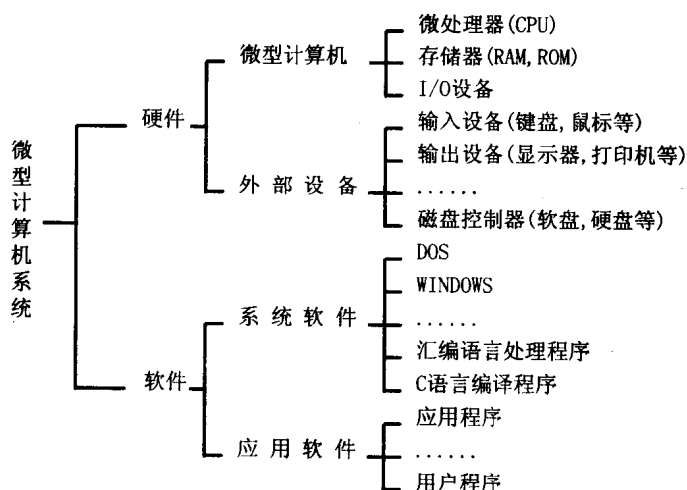 微型计算机系统
硬件
微型计算机
微处理器(CPU)
存储器(RAM,ROM)
I/O设备
外部设备
输入设备(键盘,鼠标等)
输出设备(显示器,打印机等)
......
磁盘控制器(软盘,硬盘等)
软件
系统软件
DOS
WINDOWS
......
汇编语言处理程序
C语言编译程序
应用软件
应用程序
......
用户程序